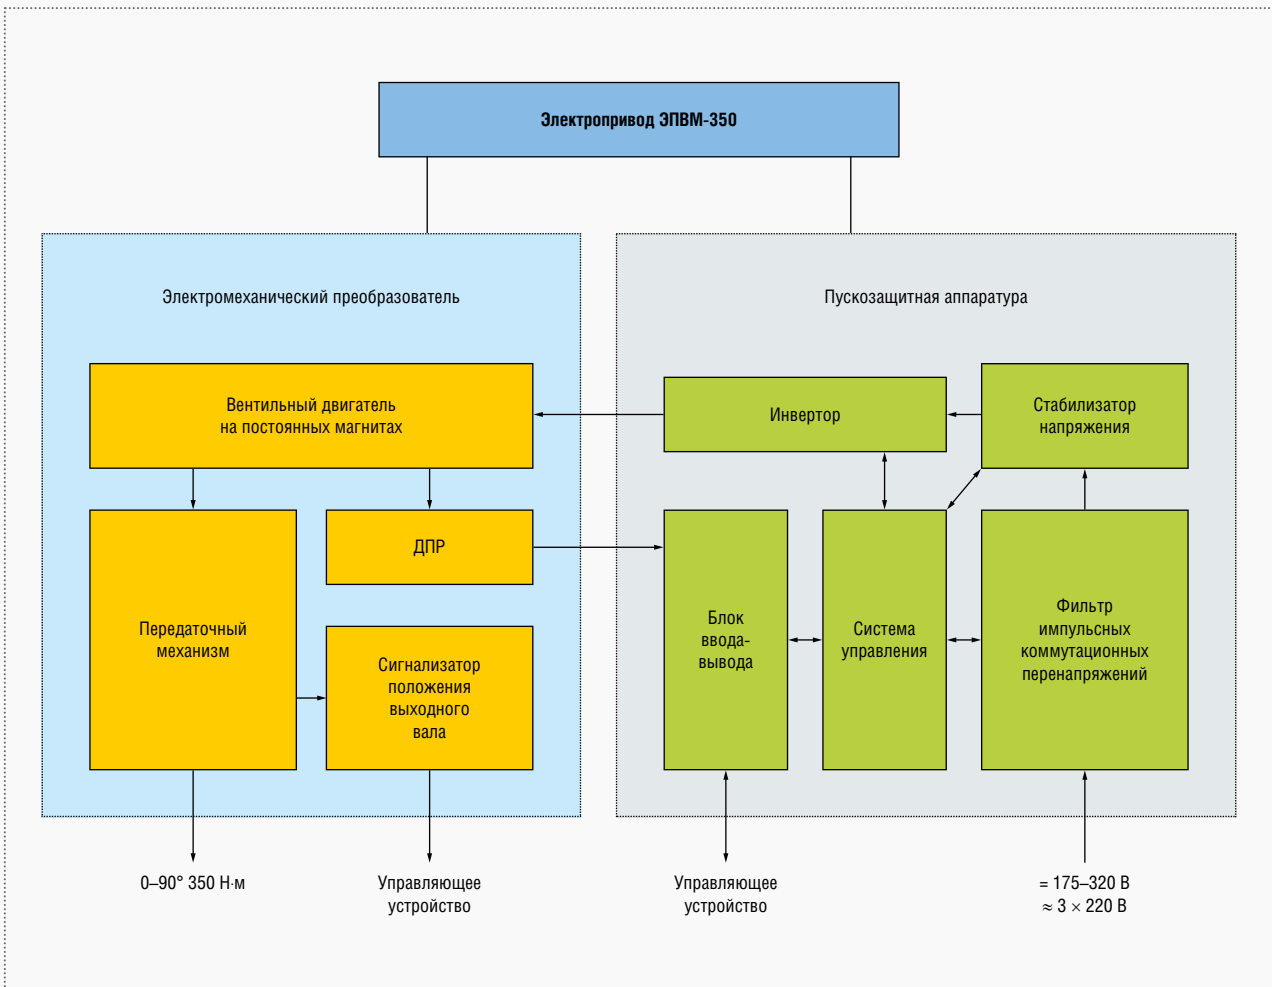 Электропривод ЭПВМ-350
Электромеханический преобразователь
Вентильный двигатель
на постоянных магнитах
Передаточный
механизм
ДПР
Сигнализатор
положения
выходного
вала
0–90° 350 Н·м
Управляющее
устройство
Пускозащитная аппаратура
Инвертор
Стабилизатор
напряжения
Блок
ввода-
вывода
Система
управления
Фильтр
импульсных
коммутационных
перенапряжений
Управляющее
устройство
= 175–320 В
≈ 3 × 220 В